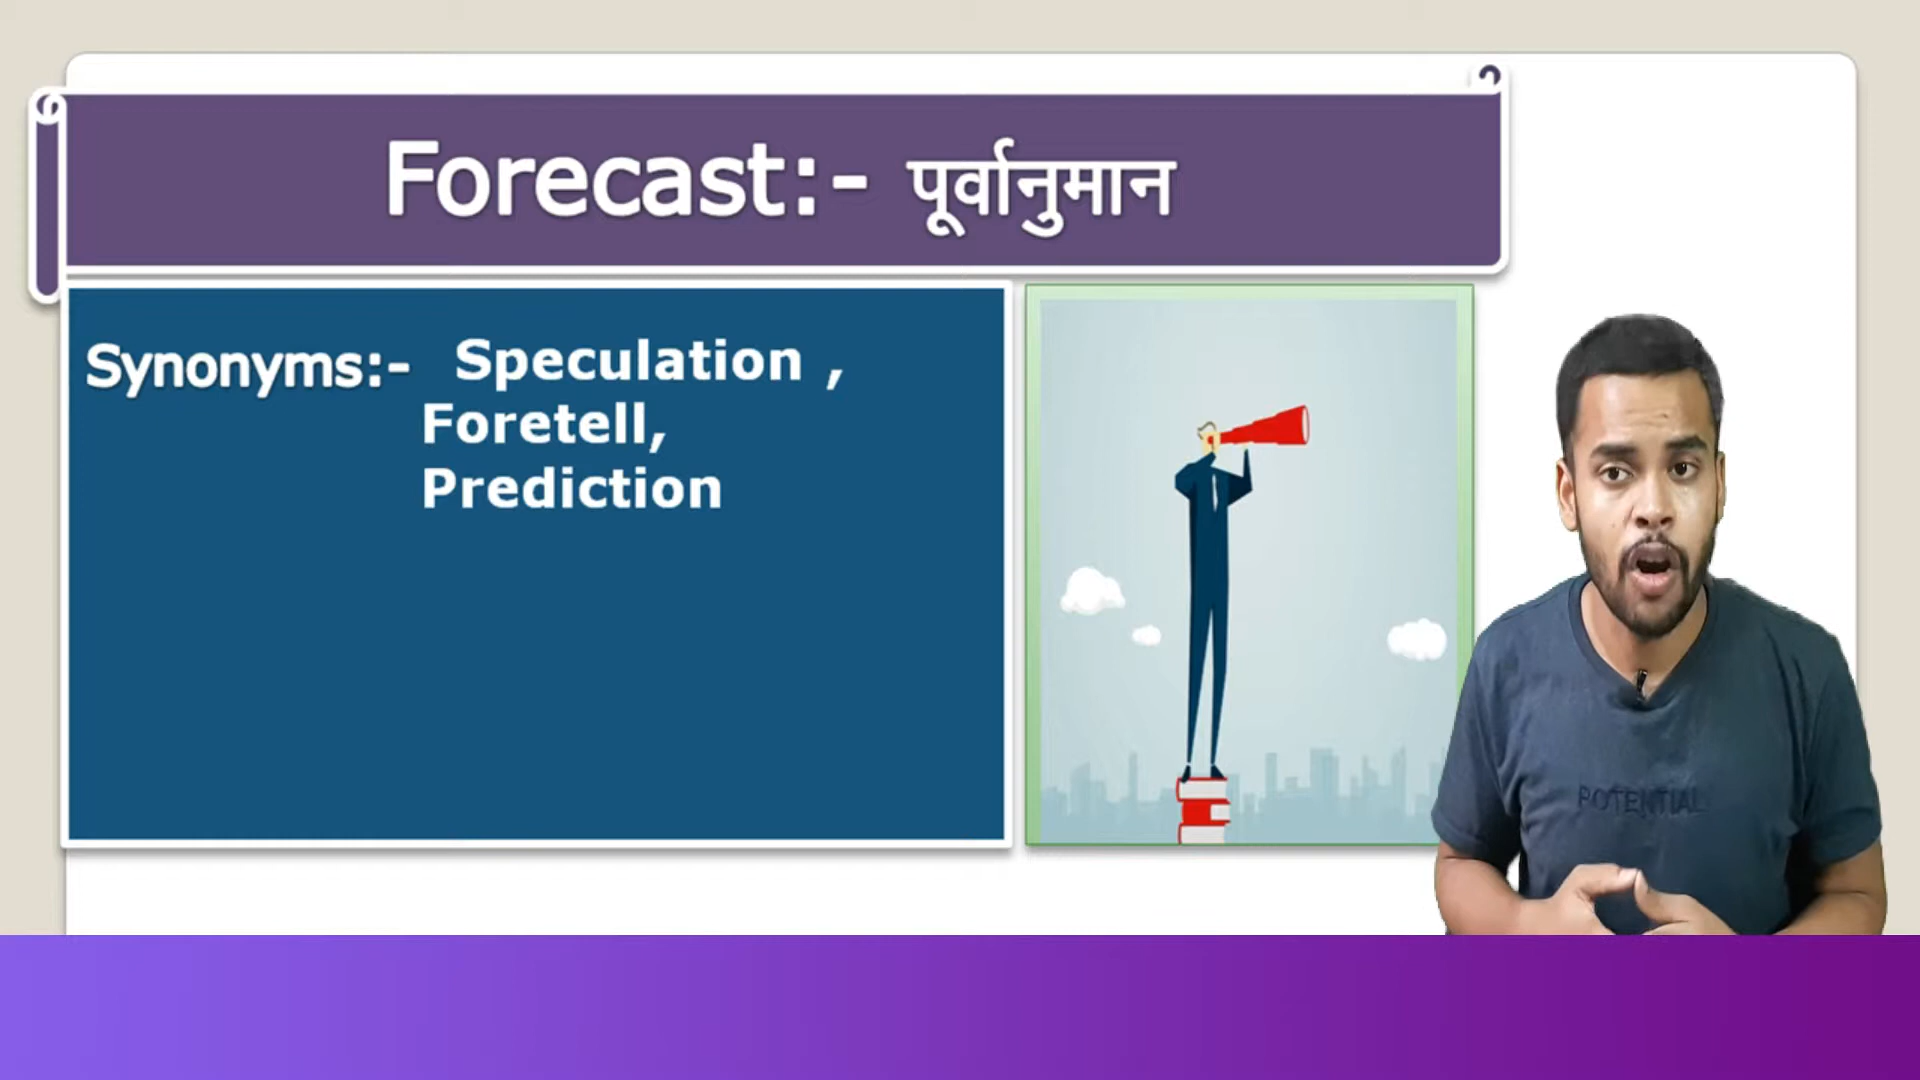 Forecast:- पूर्वानुमान
Synonyms:- Speculation ,
Foretell,
Prediction
POTENTIAL